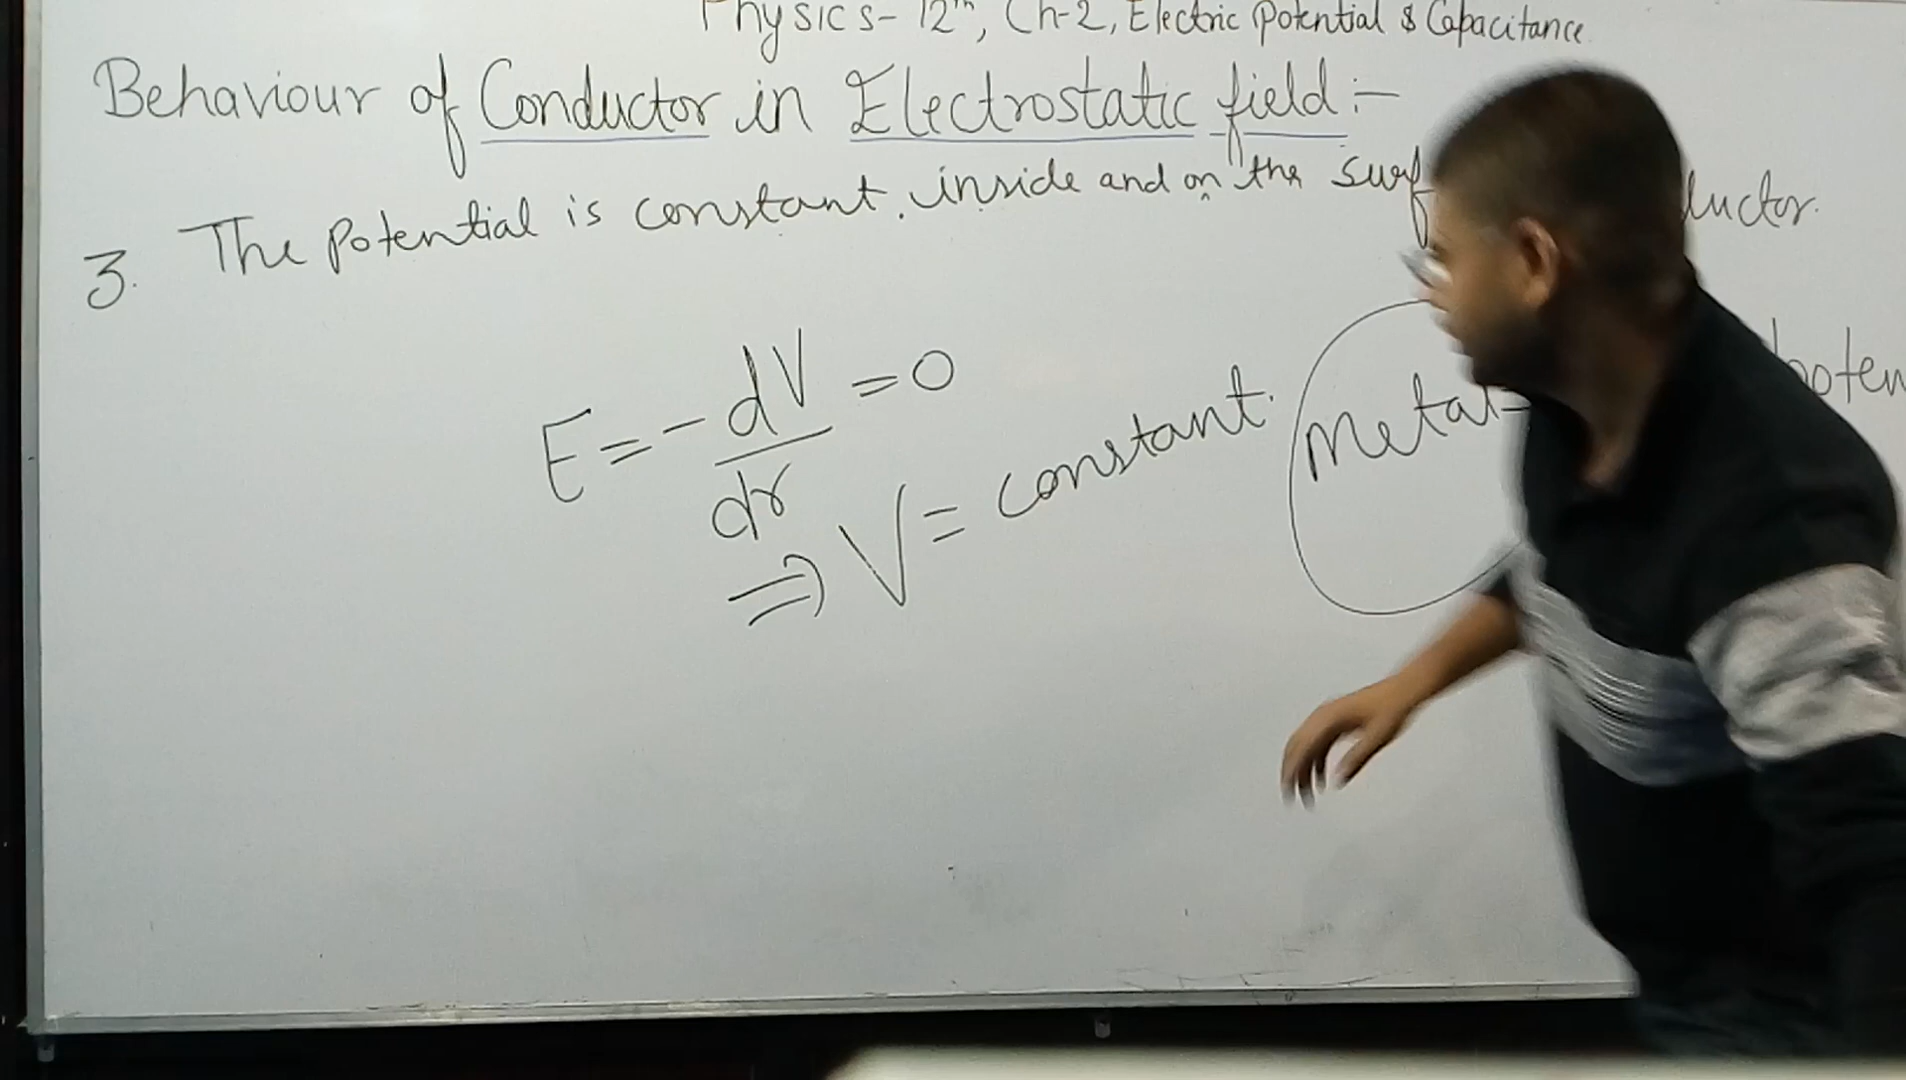 Physics- 12th, Ch-2, Electric Potential & Capacitance
Behaviour of Conductor in Electrostatic field :-
3. The Potential is constant. inside and on the surf ductor.
E = - dV/dr = 0
⇒ V = constant.
Metal
poten